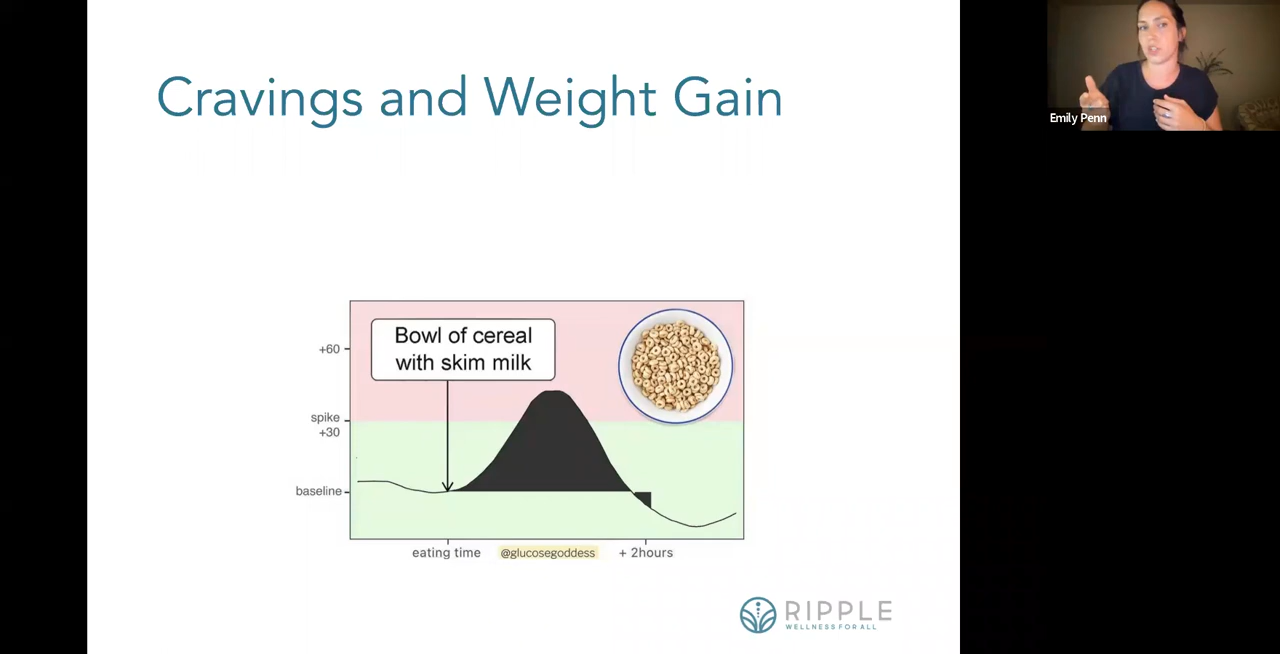 Cravings and Weight Gain
Emily Penn
Bowl of cereal
with skim milk
+60
spike
+30
baseline
eating time
@glucosegoddess
+ 2hours
RIPPLE
WELLNESS FOR ALL